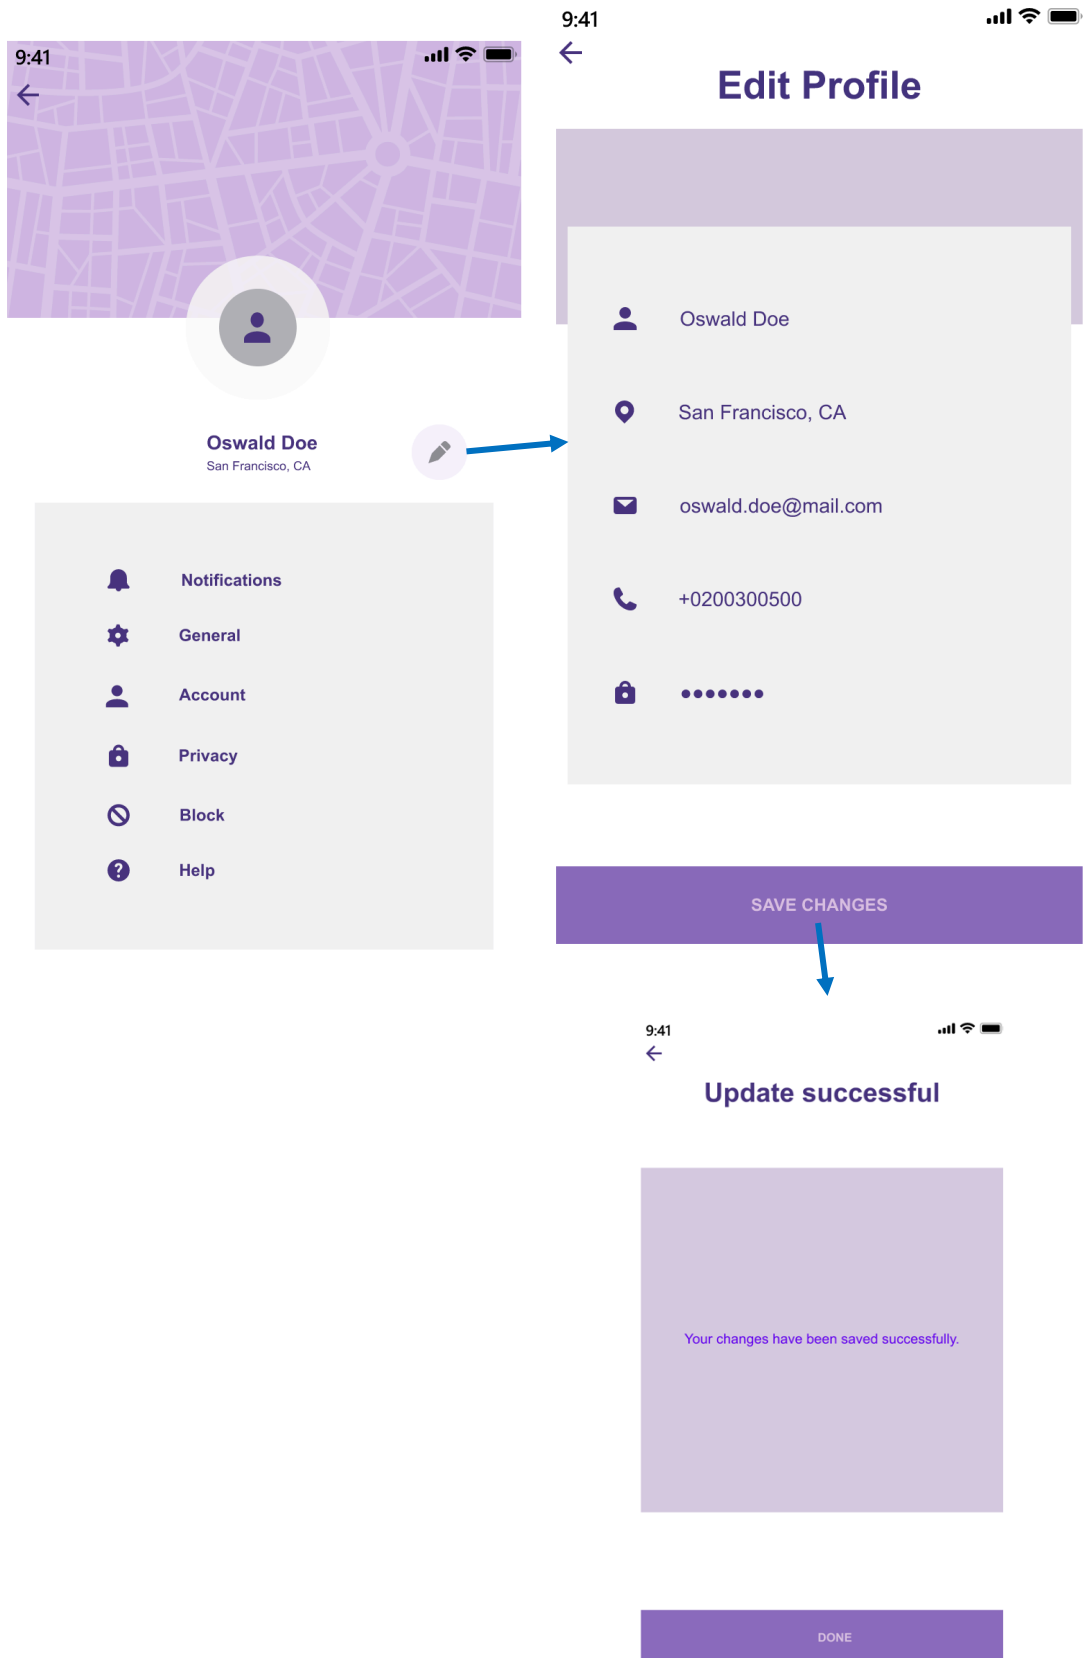 9:41
Oswald Doe
San Francisco, CA
Notifications
General
Account
Privacy
Block
Help
9:41
Edit Profile
Oswald Doe
San Francisco, CA
oswald.doe@mail.com
+0200300500
•••••••
SAVE CHANGES
9:41
Update successful
Your changes have been saved successfully.
DONE